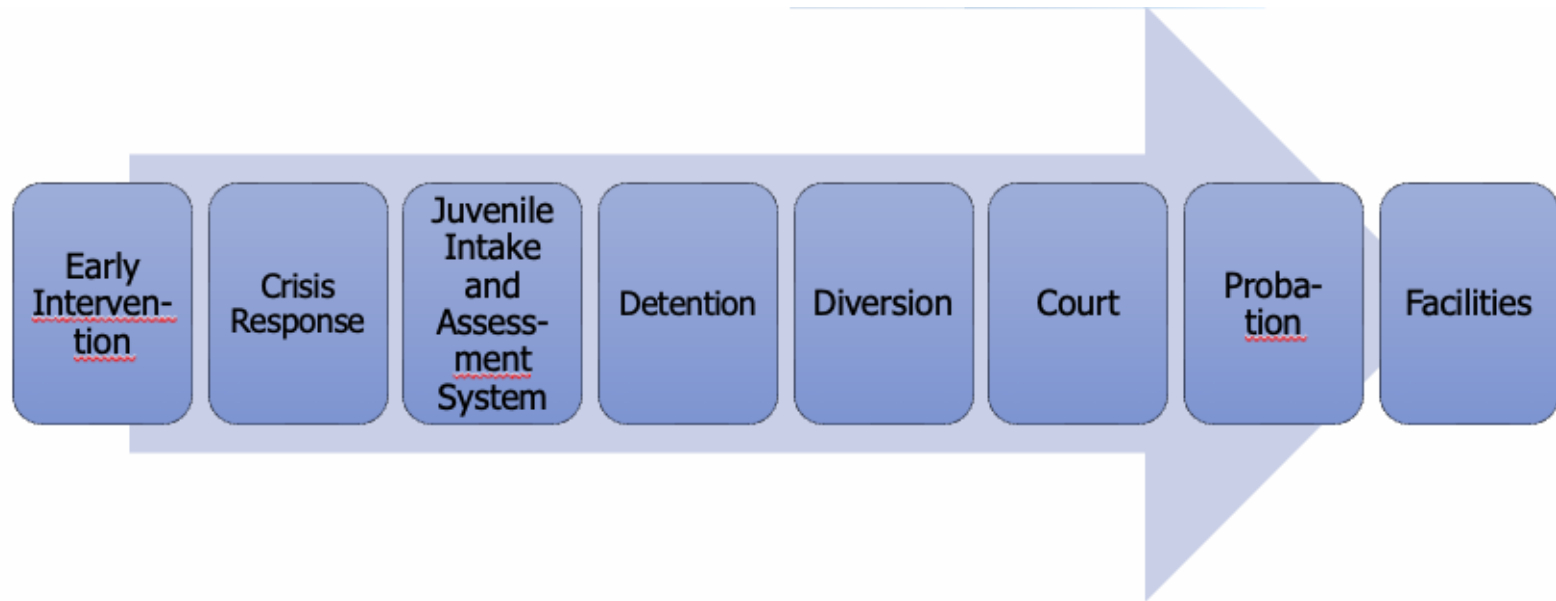 Early
Interven-
tion
Crisis
Response
Juvenile
Intake
and
Assess-
ment
System
Detention
Diversion
Court
Proba-
tion
Facilities